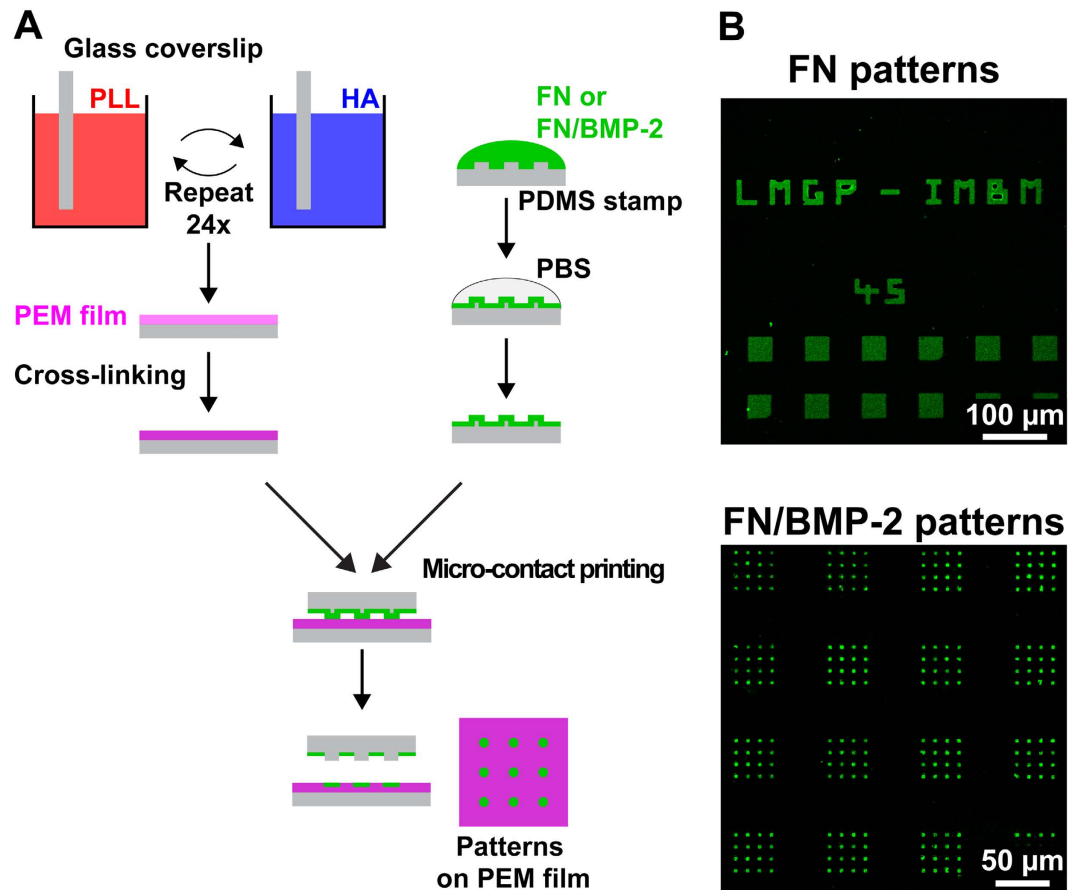 A
Glass coverslip
PLL
HA
Repeat
24x
PEM film
Cross-linking
FN or
FN/BMP-2
PDMS stamp
PBS
Micro-contact printing
Patterns
on PEM film
B
FN patterns
LMGP - IMBM
45
100 µm
FN/BMP-2 patterns
50 µm